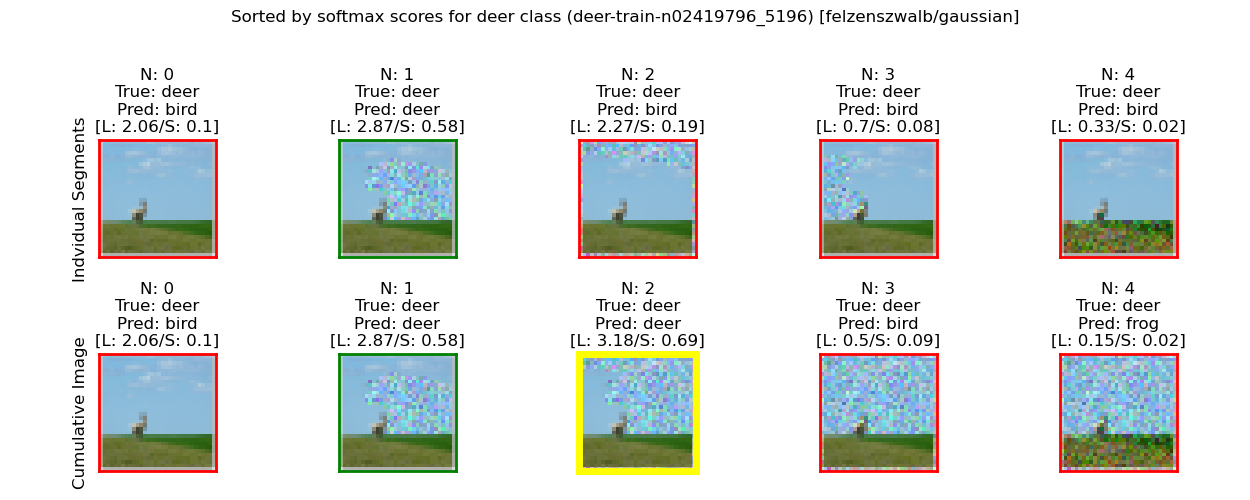 Sorted by softmax scores for deer class (deer-train-n02419796_5196) [felzenszwalb/gaussian]
Indvidual Segments
N: 0
True: deer
Pred: bird
[L: 2.06/S: 0.1]
N: 1
True: deer
Pred: deer
[L: 2.87/S: 0.58]
N: 2
True: deer
Pred: bird
[L: 2.27/S: 0.19]
N: 3
True: deer
Pred: bird
[L: 0.7/S: 0.08]
N: 4
True: deer
Pred: bird
[L: 0.33/S: 0.02]
Cumulative Image
N: 0
True: deer
Pred: bird
[L: 2.06/S: 0.1]
N: 1
True: deer
Pred: deer
[L: 2.87/S: 0.58]
N: 2
True: deer
Pred: deer
[L: 3.18/S: 0.69]
N: 3
True: deer
Pred: bird
[L: 0.5/S: 0.09]
N: 4
True: deer
Pred: frog
[L: 0.15/S: 0.02]